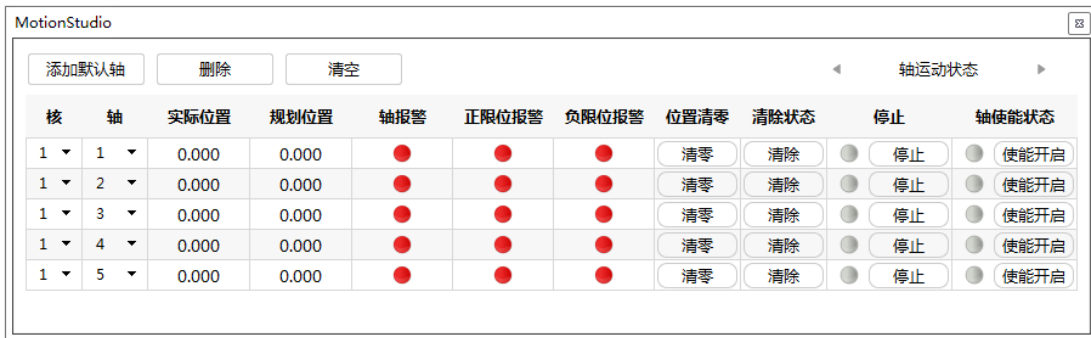 MotionStudio
添加默认轴 删除 清空 轴运动状态
核 轴 实际位置 规划位置 轴报警 正限位报警 负限位报警 位置清零 清除状态 停止 轴使能状态
1 1 0.000 0.000 清零 清除 停止 使能开启
1 2 0.000 0.000 清零 清除 停止 使能开启
1 3 0.000 0.000 清零 清除 停止 使能开启
1 4 0.000 0.000 清零 清除 停止 使能开启
1 5 0.000 0.000 清零 清除 停止 使能开启